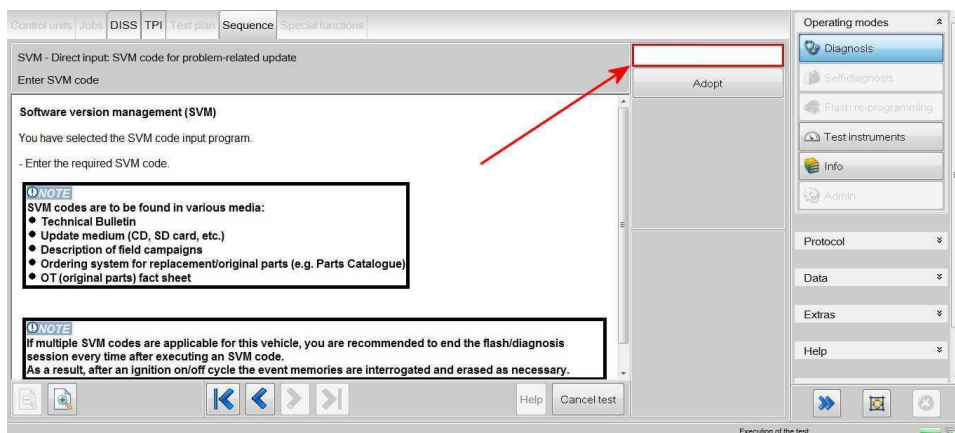 Control units Jobs DISS TPI Test plan Sequence Special functions
SVM - Direct input: SVM code for problem-related update
Enter SVM code
Adopt
Software version management (SVM)
You have selected the SVM code input program.
- Enter the required SVM code.
NOTE
SVM codes are to be found in various media:
● Technical Bulletin
● Update medium (CD, SD card, etc.)
● Description of field campaigns
● Ordering system for replacement/original parts (e.g. Parts Catalogue)
● OT (original parts) fact sheet
NOTE
If multiple SVM codes are applicable for this vehicle, you are recommended to end the flash/diagnosis
session every time after executing an SVM code.
As a result, after an ignition on/off cycle the event memories are interrogated and erased as necessary.
Help Cancel test
Operating modes
Diagnosis
Self-diagnosis
Flash re-programming
Test instruments
Info
Admin
Protocol
Data
Extras
Help
Execution of the test